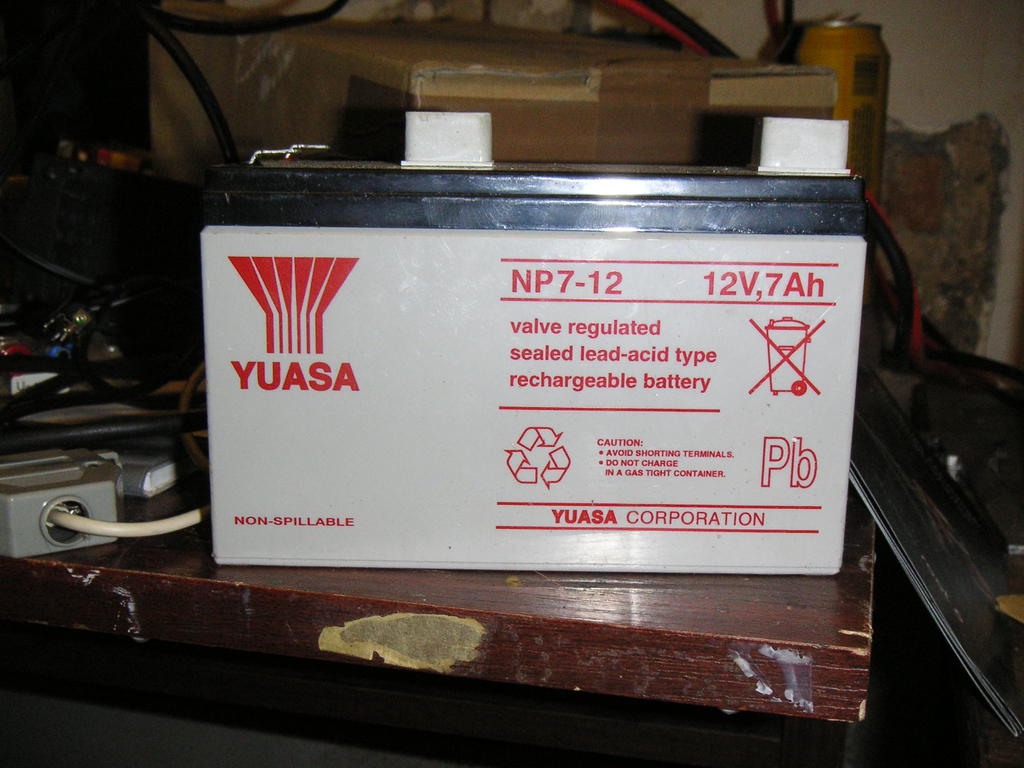 YUASA
NP7-12 12V,7Ah
valve regulated
sealed lead-acid type
rechargeable battery
CAUTION:
• AVOID SHORTING TERMINALS.
• DO NOT CHARGE
IN A GAS TIGHT CONTAINER.
Pb
NON-SPILLABLE
YUASA CORPORATION